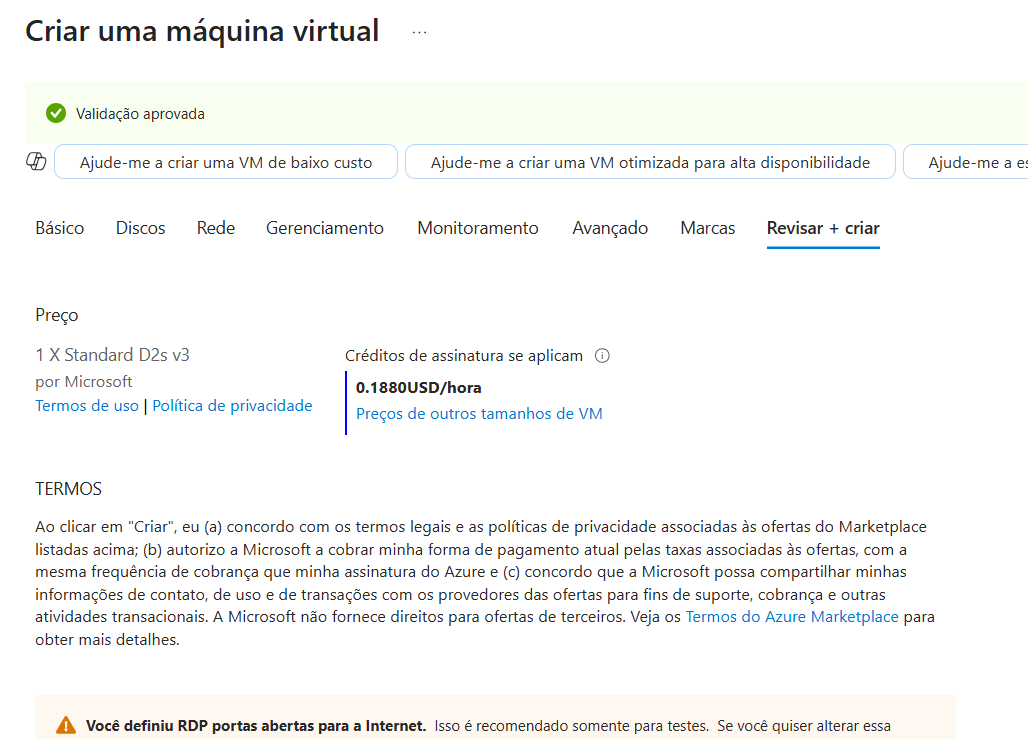 Criar uma máquina virtual ...
Validação aprovada
Ajude-me a criar uma VM de baixo custo Ajude-me a criar uma VM otimizada para alta disponibilidade Ajude-me a es
Básico Discos Rede Gerenciamento Monitoramento Avançado Marcas Revisar + criar
Preço
1 X Standard D2s v3
por Microsoft
Termos de uso | Política de privacidade
Créditos de assinatura se aplicam
0.1880USD/hora
Preços de outros tamanhos de VM
TERMOS
Ao clicar em "Criar", eu (a) concordo com os termos legais e as políticas de privacidade associadas às ofertas do Marketplace
listadas acima; (b) autorizo a Microsoft a cobrar minha forma de pagamento atual pelas taxas associadas às ofertas, com a
mesma frequência de cobrança que minha assinatura do Azure e (c) concordo que a Microsoft possa compartilhar minhas
informações de contato, de uso e de transações com os provedores das ofertas para fins de suporte, cobrança e outras
atividades transacionais. A Microsoft não fornece direitos para ofertas de terceiros. Veja os Termos do Azure Marketplace para
obter mais detalhes.
Você definiu RDP portas abertas para a Internet. Isso é recomendado somente para testes. Se você quiser alterar essa